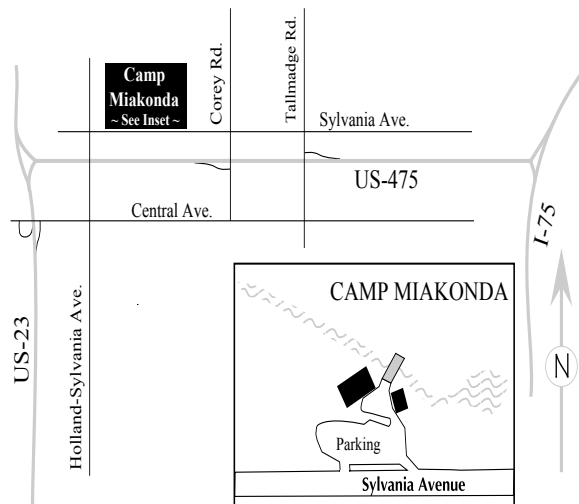 Camp
Miakonda
~ See Inset ~
Corey Rd.
Tallmadge Rd.
Sylvania Ave.
US-475
Central Ave.
I-75
US-23
Holland-Sylvania Ave.
CAMP MIAKONDA
N
Parking
Sylvania Avenue